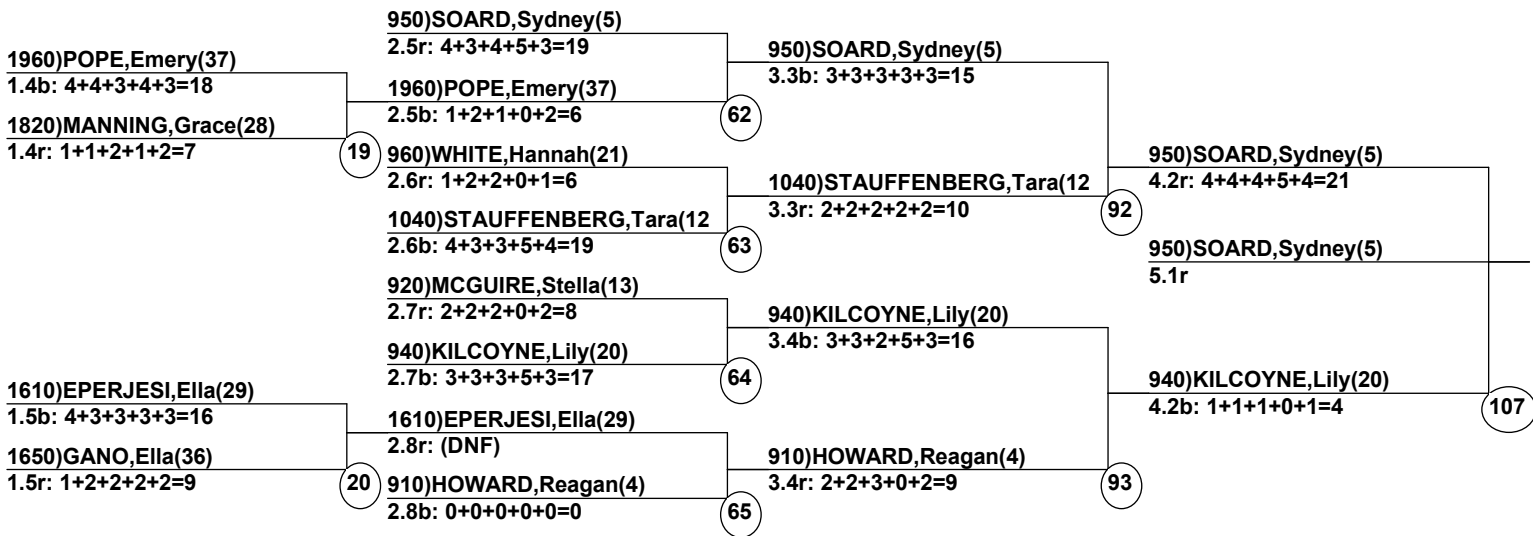 1960)POPE,Emery(37)
1.4b: 4+4+3+4+3=18
1820)MANNING,Grace(28)
1.4r: 1+1+2+1+2=7
19
1610)EPERJESI,Ella(29)
1.5b: 4+3+3+3+3=16
1650)GANO,Ella(36)
1.5r: 1+2+2+2+2=9
20
950)SOARD,Sydney(5)
2.5r: 4+3+4+5+3=19
1960)POPE,Emery(37)
2.5b: 1+2+1+0+2=6
62
960)WHITE,Hannah(21)
2.6r: 1+2+2+0+1=6
1040)STAUFFENBERG,Tara(12
2.6b: 4+3+3+5+4=19
63
920)MCGUIRE,Stella(13)
2.7r: 2+2+2+0+2=8
940)KILCOYNE,Lily(20)
2.7b: 3+3+3+5+3=17
64
1610)EPERJESI,Ella(29)
2.8r: (DNF)
910)HOWARD,Reagan(4)
2.8b: 0+0+0+0+0=0
65
950)SOARD,Sydney(5)
3.3b: 3+3+3+3+3=15
1040)STAUFFENBERG,Tara(12
3.3r: 2+2+2+2+2=10
92
940)KILCOYNE,Lily(20)
3.4b: 3+3+2+5+3=16
910)HOWARD,Reagan(4)
3.4r: 2+2+3+0+2=9
93
950)SOARD,Sydney(5)
4.2r: 4+4+4+5+4=21
950)SOARD,Sydney(5)
5.1r
940)KILCOYNE,Lily(20)
4.2b: 1+1+1+0+1=4
107